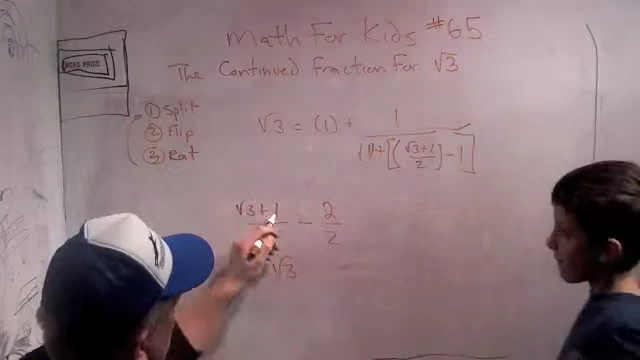 Math For Kids #65
The Continued Fraction for √3
① Split
② Flip
③ Rat
√3 = (1) + 1
(1) + [(√3+1
2) - 1]
√3 + 1 - 2
2
√3